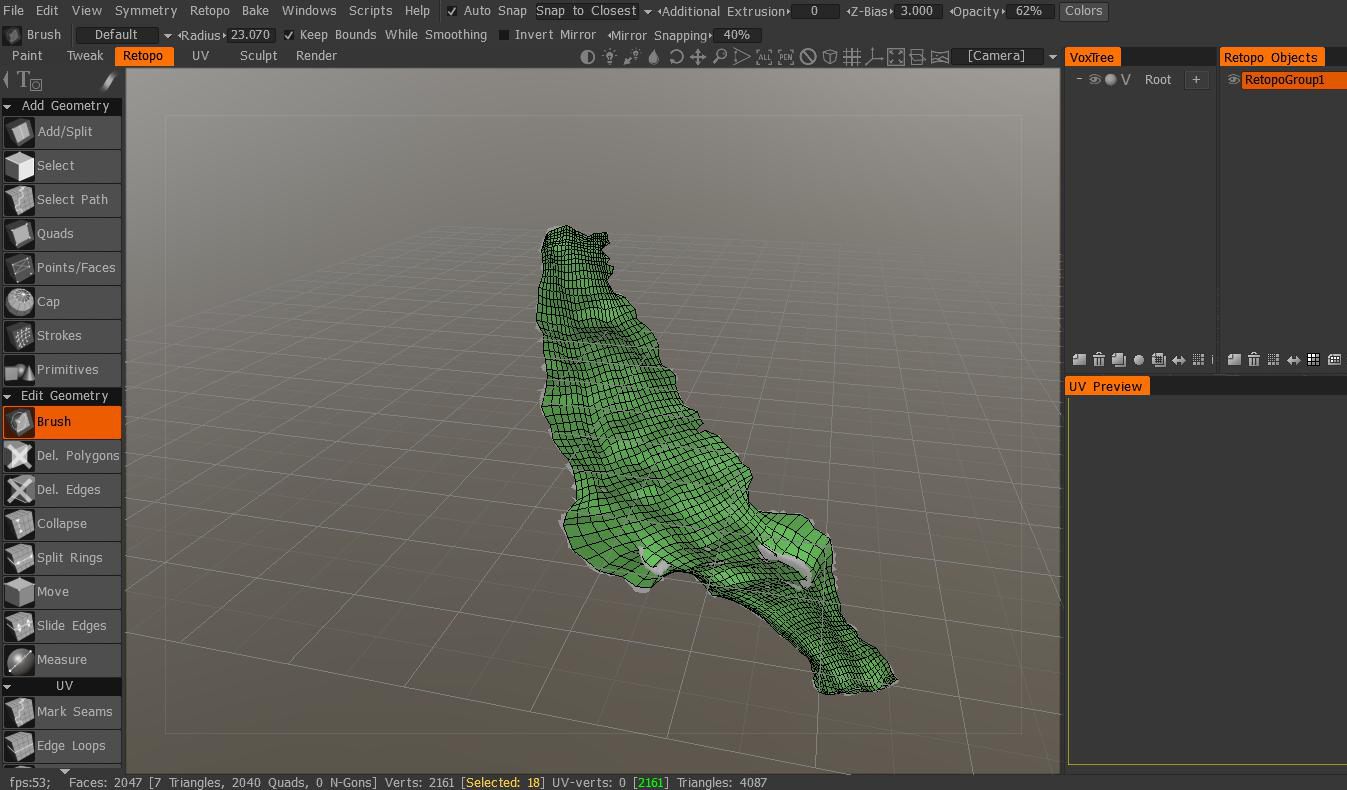 File Edit View Symmetry Retopo Bake Windows Scripts Help Auto Snap Snap to Closest Additional Extrusion 0 Z-Bias 3.000 Opacity 62% Colors
Brush Default Radius 23.070 Keep Bounds While Smoothing Invert Mirror Mirror Snapping 40%
Paint Tweak Retopo UV Sculpt Render ALL PEN [Camera] VoxTree Retopo Objects
T
V Root + RetopoGroup1
Add Geometry
Add/Split
Select
Select Path
Quads
Points/Faces
Cap
Strokes
Primitives
UV Preview
Edit Geometry
Brush
Del. Polygons
Del. Edges
Collapse
Split Rings
Move
Slide Edges
Measure
UV
Mark Seams
Edge Loops
fps:53; Faces: 2047 [7 Triangles, 2040 Quads, 0 N-Gons] Verts: 2161 [Selected: 18] UV-verts: 0 [2161] Triangles: 4087